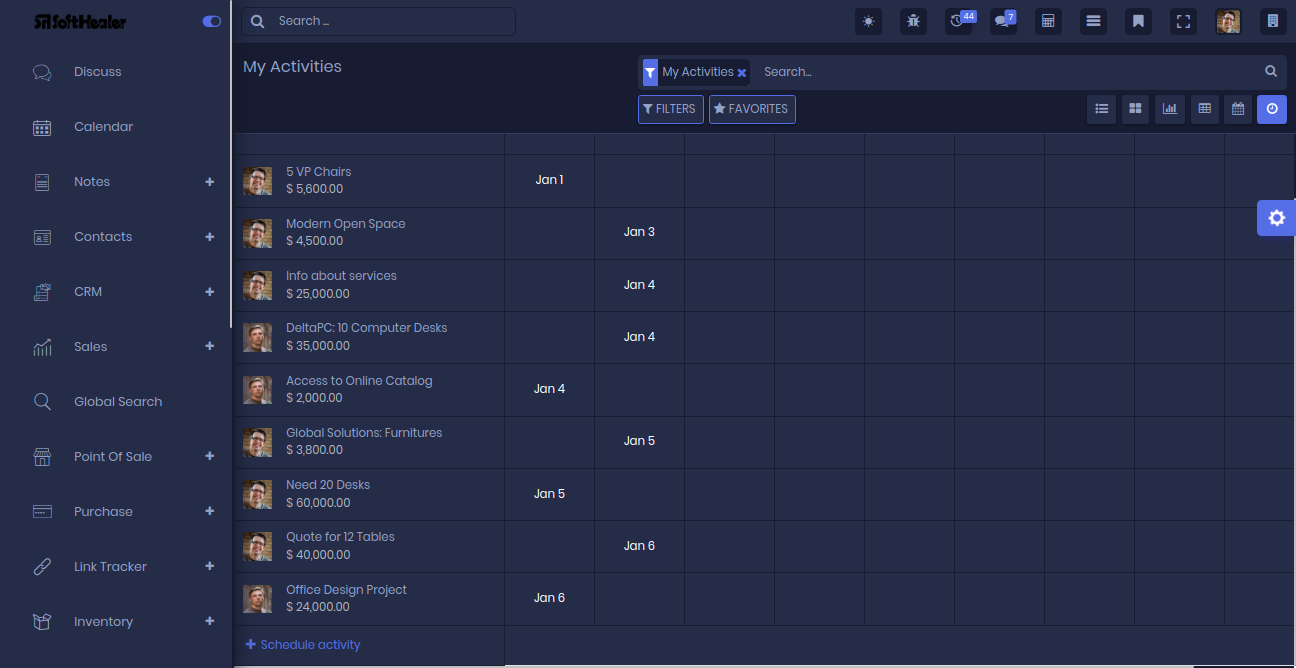 SH SoftHealer
Search ...
44
7
Discuss
Calendar
Notes +
Contacts +
CRM +
Sales +
Global Search
Point Of Sale +
Purchase +
Link Tracker +
Inventory +
My Activities
My Activities × Search...
FILTERS FAVORITES
5 VP Chairs
$ 5,600.00
Jan 1
Modern Open Space
$ 4,500.00
Jan 3
Info about services
$ 25,000.00
Jan 4
DeltaPC: 10 Computer Desks
$ 35,000.00
Jan 4
Access to Online Catalog
$ 2,000.00
Jan 4
Global Solutions: Furnitures
$ 3,800.00
Jan 5
Need 20 Desks
$ 60,000.00
Jan 5
Quote for 12 Tables
$ 40,000.00
Jan 6
Office Design Project
$ 24,000.00
Jan 6
+ Schedule activity